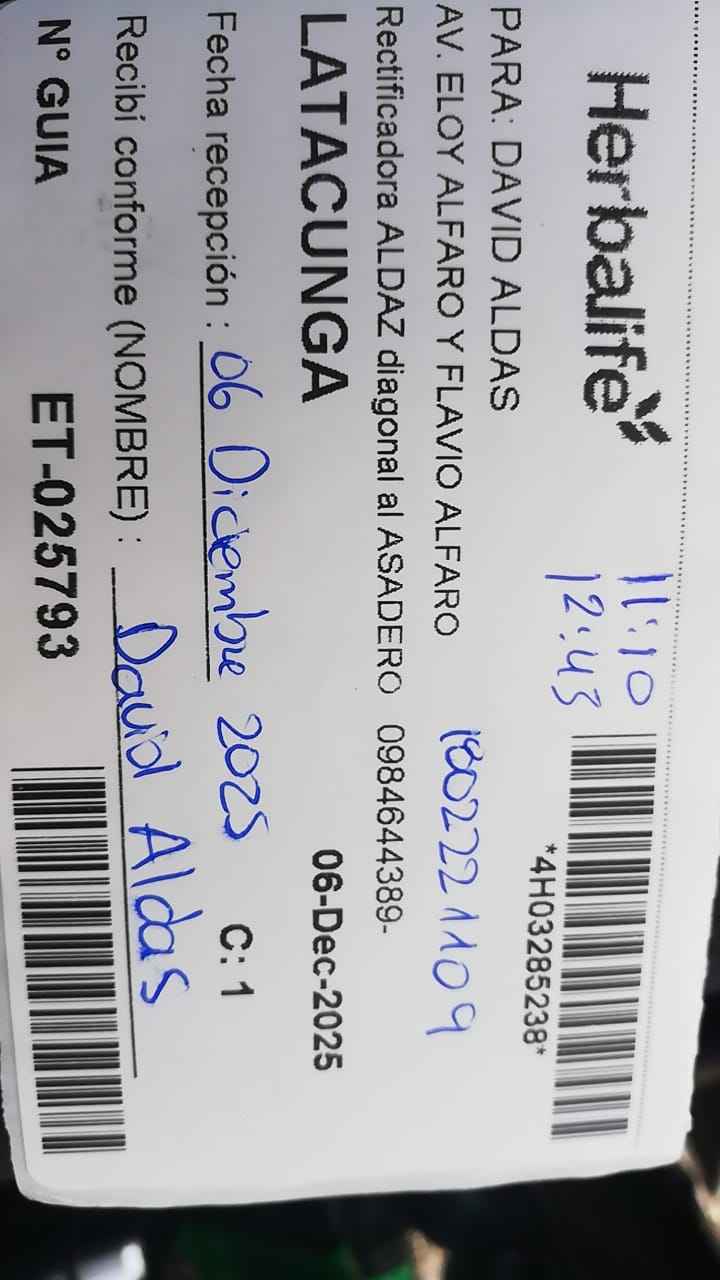 Herbalife
11:10
12:43
*4H03285238*
PARA: DAVID ALDAS
AV. ELOY ALFARO Y FLAVIO ALFARO 1802221109
Rectificadora ALDAZ diagonal al ASADERO 0984644389-
LATACUNGA 06-Dec-2025
Fecha recepción : 06 Diciembre 2025 C: 1
Recibí conforme (NOMBRE) : David Aldas
N° GUIA ET-025793